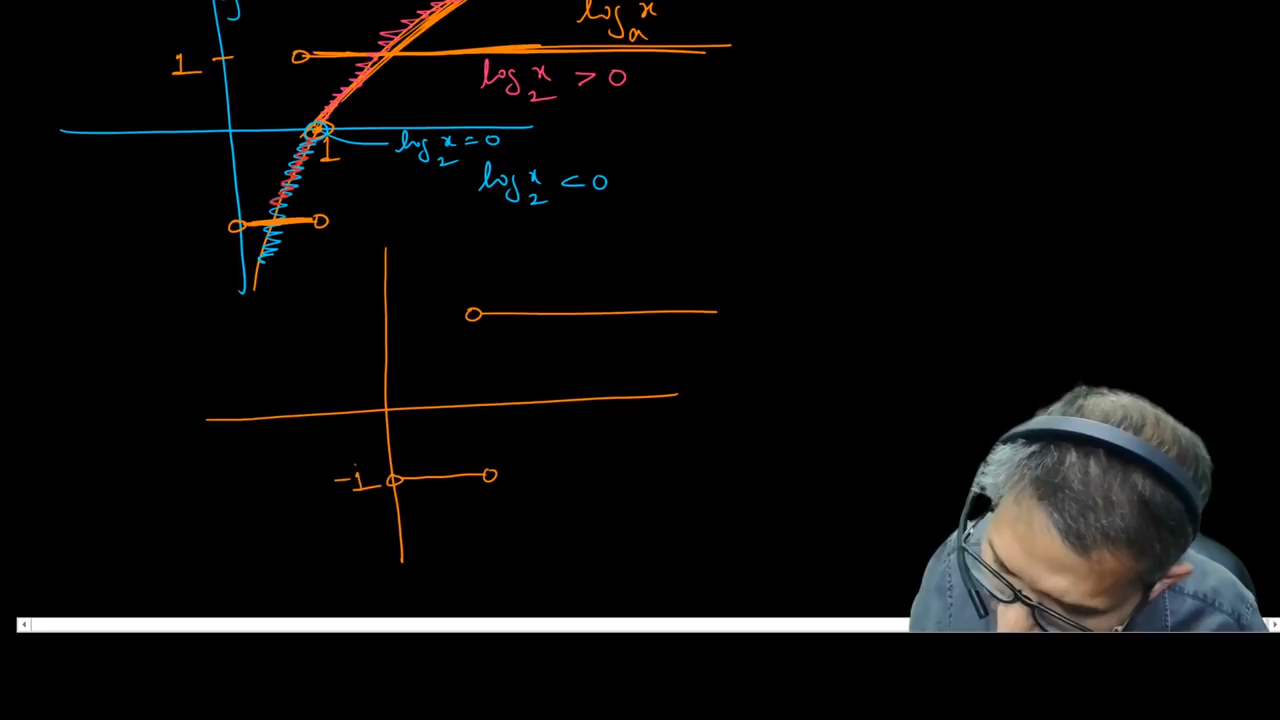 y
log_a x
1
log_2 x > 0
1
log_2 x = 0
log_2 x < 0
-1